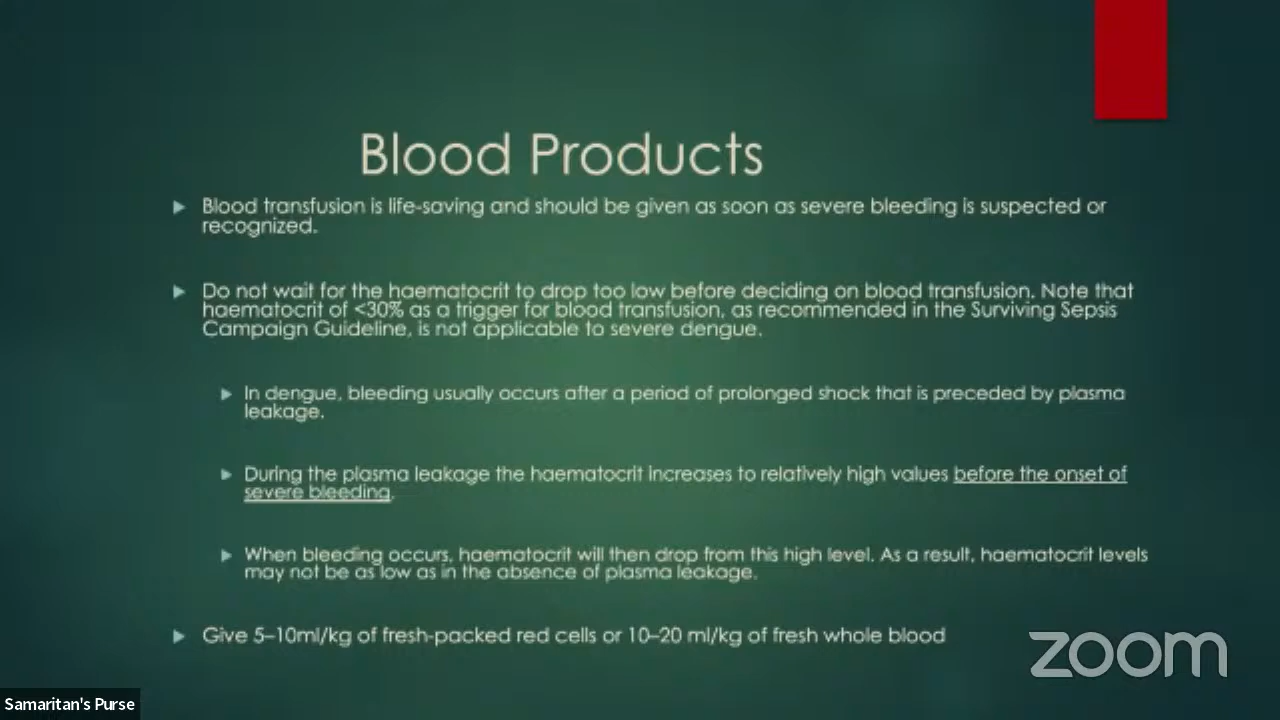 Blood Products
Blood transfusion is life-saving and should be given as soon as severe bleeding is suspected or
recognized.
Do not wait for the haematocrit to drop too low before deciding on blood transfusion. Note that
haematocrit of <30% as a trigger for blood transfusion, as recommended in the Surviving Sepsis
Campaign Guideline, is not applicable to severe dengue.
In dengue, bleeding usually occurs after a period of prolonged shock that is preceded by plasma
leakage.
During the plasma leakage the haematocrit increases to relatively high values before the onset of
severe bleeding.
When bleeding occurs, haematocrit will then drop from this high level. As a result, haematocrit levels
may not be as low as in the absence of plasma leakage.
Give 5–10ml/kg of fresh-packed red cells or 10–20 ml/kg of fresh whole blood
zoom
Samaritan's Purse